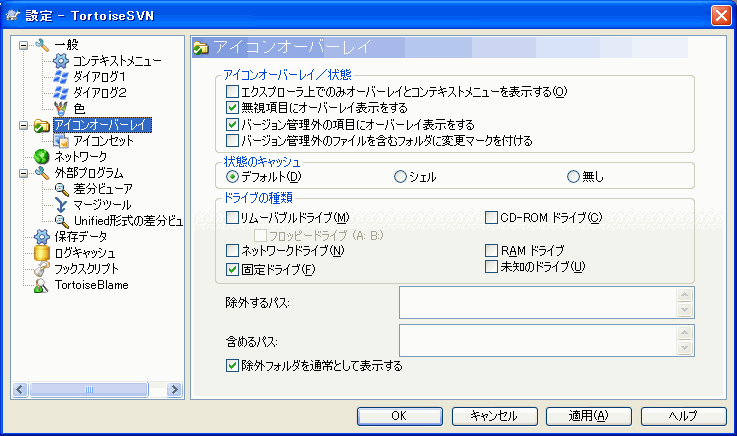 設定 - TortoiseSVN
一般
コンテキストメニュー
ダイアログ1
ダイアログ2
色
アイコンオーバーレイ
アイコンセット
ネットワーク
外部プログラム
差分ビューア
マージツール
Unified形式の差分ビュ
保存データ
ログキャッシュ
フックスクリプト
TortoiseBlame
アイコンオーバーレイ
アイコンオーバーレイ/状態
エクスプローラ上でのみオーバーレイとコンテキストメニューを表示する(O)
無視項目にオーバーレイ表示をする
バージョン管理外の項目にオーバーレイ表示をする
バージョン管理外のファイルを含むフォルダに変更マークを付ける
状態のキャッシュ
デフォルト(D) シェル 無し
ドライブの種類
リムーバブルドライブ(M) CD-ROM ドライブ(C)
フロッピードライブ (A: B:)
ネットワークドライブ(N) RAM ドライブ
固定ドライブ(F) 未知のドライブ(U)
除外するパス:
含めるパス:
除外フォルダを通常として表示する
OK キャンセル 適用(A) ヘルプ